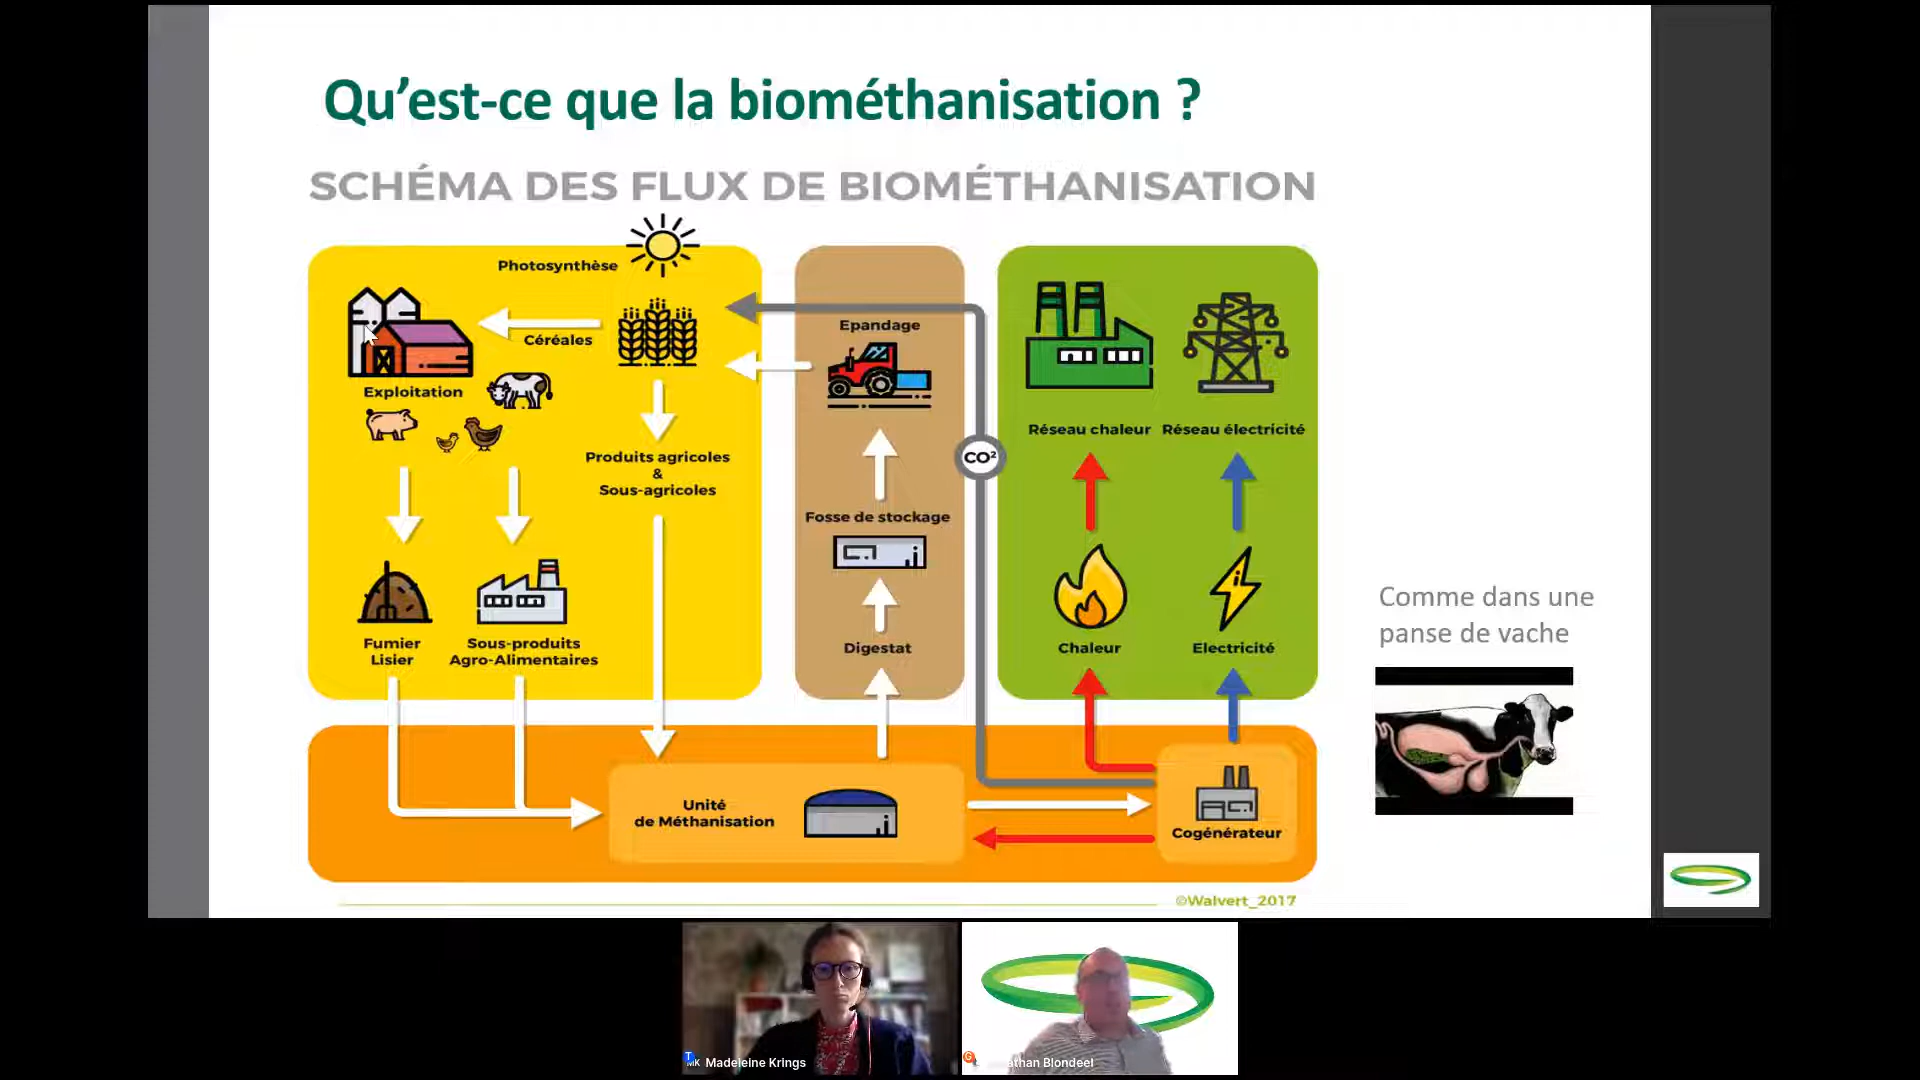 Qu'est-ce que la biométhanisation ?
SCHÉMA DES FLUX DE BIOMÉTHANISATION
Photosynthèse
Céréales
Exploitation
Produits agricoles
&
Sous-agricoles
Fumier
Lisier
Sous-produits
Agro-Alimentaires
Epandage
Fosse de stockage
Digestat
CO²
Réseau chaleur
Réseau électricité
Chaleur
Electricité
Unité
de Méthanisation
Cogénérateur
©Walvert_2017
Comme dans une
panse de vache
Madeleine Krings
Blondeel